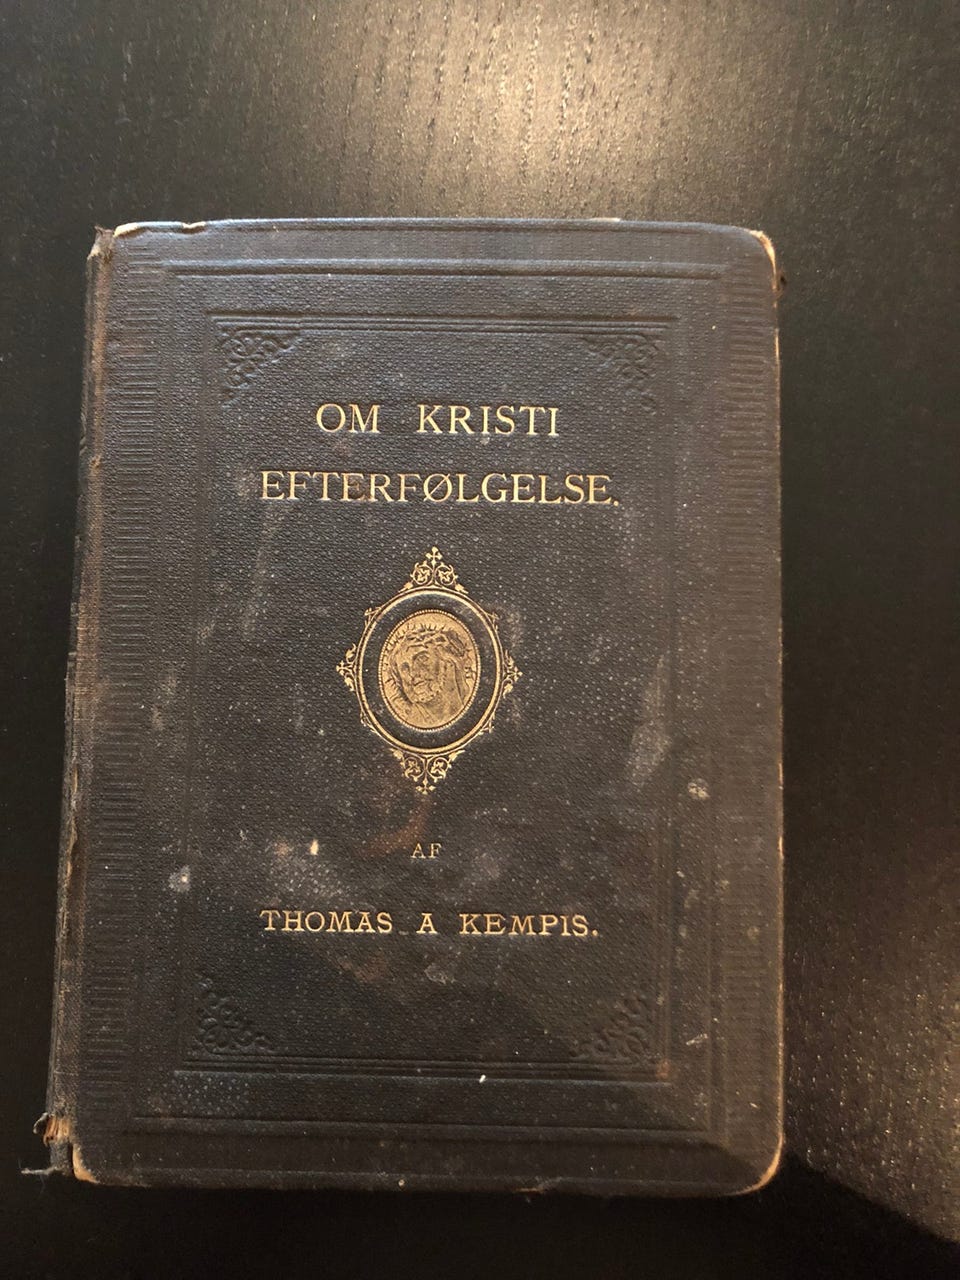 OM KRISTI
EFTERFØLGELSE.
AF
THOMAS A KEMPIS.